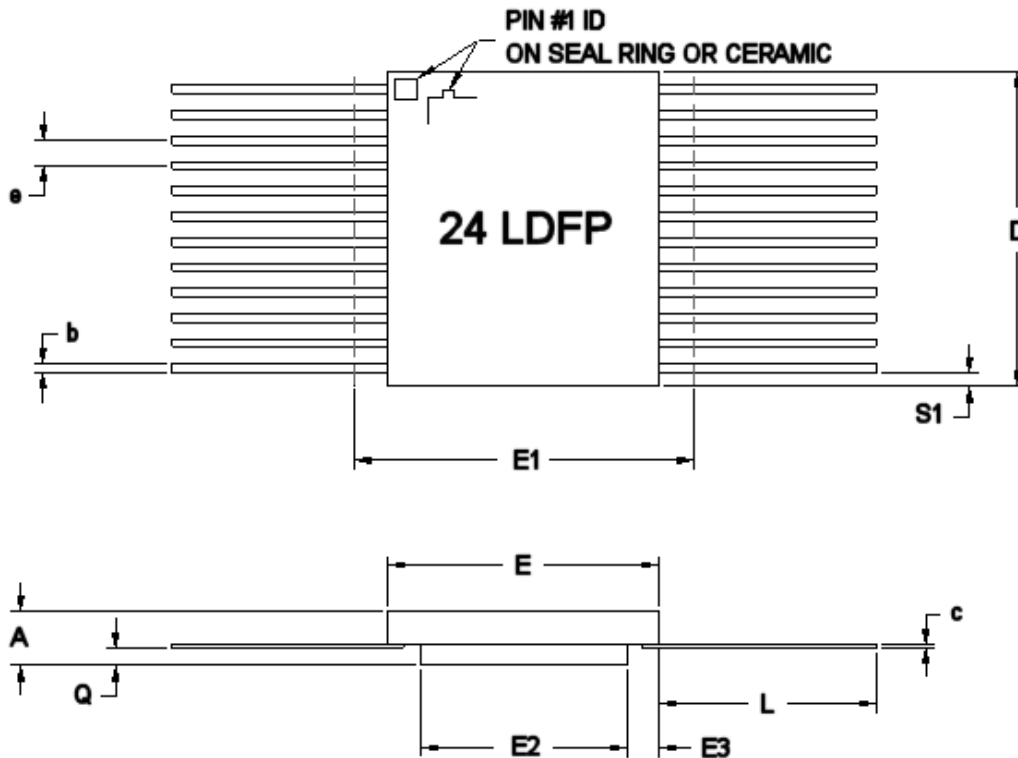 PIN #1 ID
ON SEAL RING OR CERAMIC
e
24 LDFP
D
b
S1
E1
E
A
c
Q
L
E2
E3